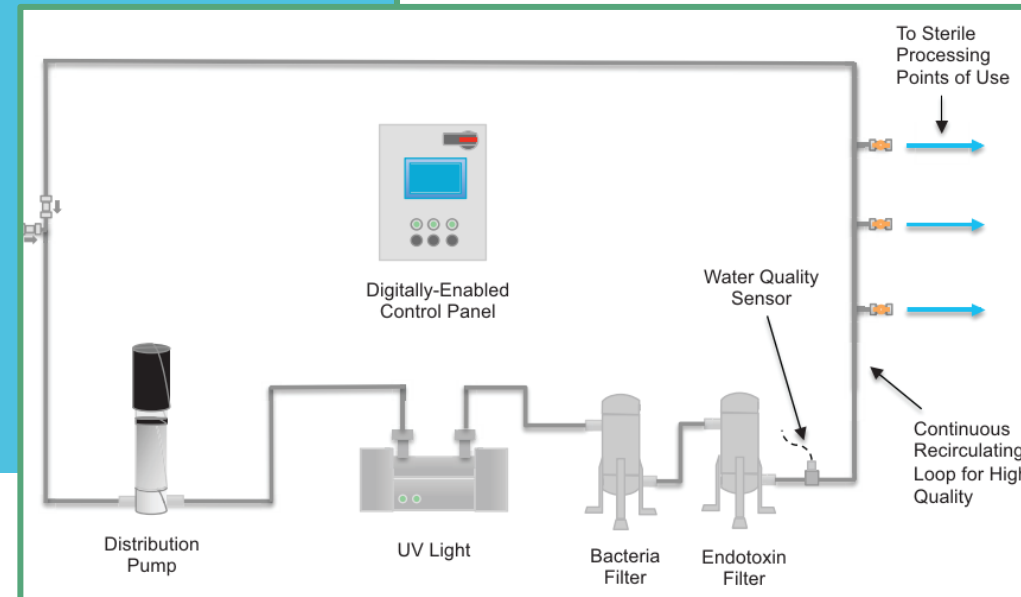 To Sterile
Processing
Points of Use
Digitally-Enabled
Control Panel
Water Quality
Sensor
Continuous
Recirculating
Loop for High
Quality
Distribution
Pump
UV Light
Bacteria
Filter
Endotoxin
Filter